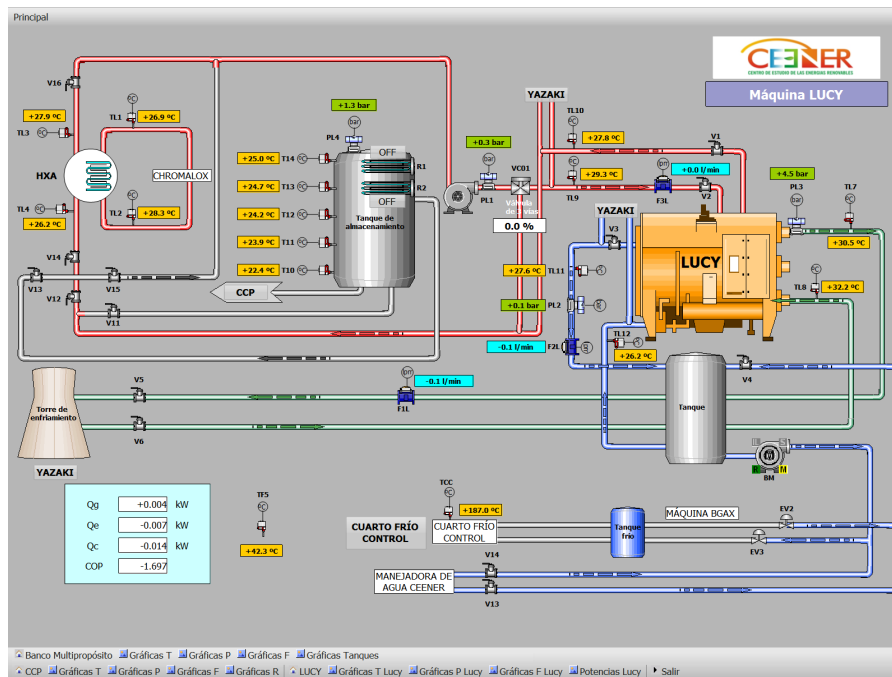 Principal
CEENER
CENTRO DE ESTUDIO DE LAS ENERGÍAS RENOVABLES
Máquina LUCY
V16
+27.9 ºC
TL3
TL1
+26.9 ºC
HXA
CHROMALOX
TL4
+26.2 ºC
TL2
+28.3 ºC
V14
V13
V15
V12
V11
+1.3 bar
(bar)
PL4
OFF
R1
R2
OFF
+25.0 ºC
T14
+24.7 ºC
T13
+24.2 ºC
T12
+23.9 ºC
T11
+22.4 ºC
T10
Tanque de
almacenamiento
CCP
+0.3 bar
(bar)
PL1
VC01
Válvula
de 3 vías
0.0 %
YAZAKI
TL10
+27.8 ºC
+29.3 ºC
TL9
+0.0 l/min
F3L
V1
V2
+4.5 bar
PL3
TL7
+30.5 ºC
YAZAKI
V3
LUCY
TL8
+32.2 ºC
+27.6 ºC
TL11
+0.1 bar
PL2
-0.1 l/min
F2L
TL12
+26.2 ºC
V4
Torre de
enfriamiento
V5
V6
-0.1 l/min
F1L
Tanque
R
M
BM
YAZAKI
Qg
+0.004
kW
Qe
-0.007
kW
Qc
-0.014
kW
COP
-1.697
TF5
+42.3 ºC
TCC
+187.0 ºC
CUARTO FRÍO
CONTROL
CUARTO FRÍO
CONTROL
Tanque
frio
MÁQUINA BGAX
EV2
EV3
V14
MANEJADORA DE
AGUA CEENER
V13
Banco Multipropósito Gráficas T Gráficas P Gráficas F Gráficas Tanques
CCP Gráficas T Gráficas P Gráficas F Gráficas R LUCY Gráficas T Lucy Gráficas P Lucy Gráficas F Lucy Potencias Lucy Salir